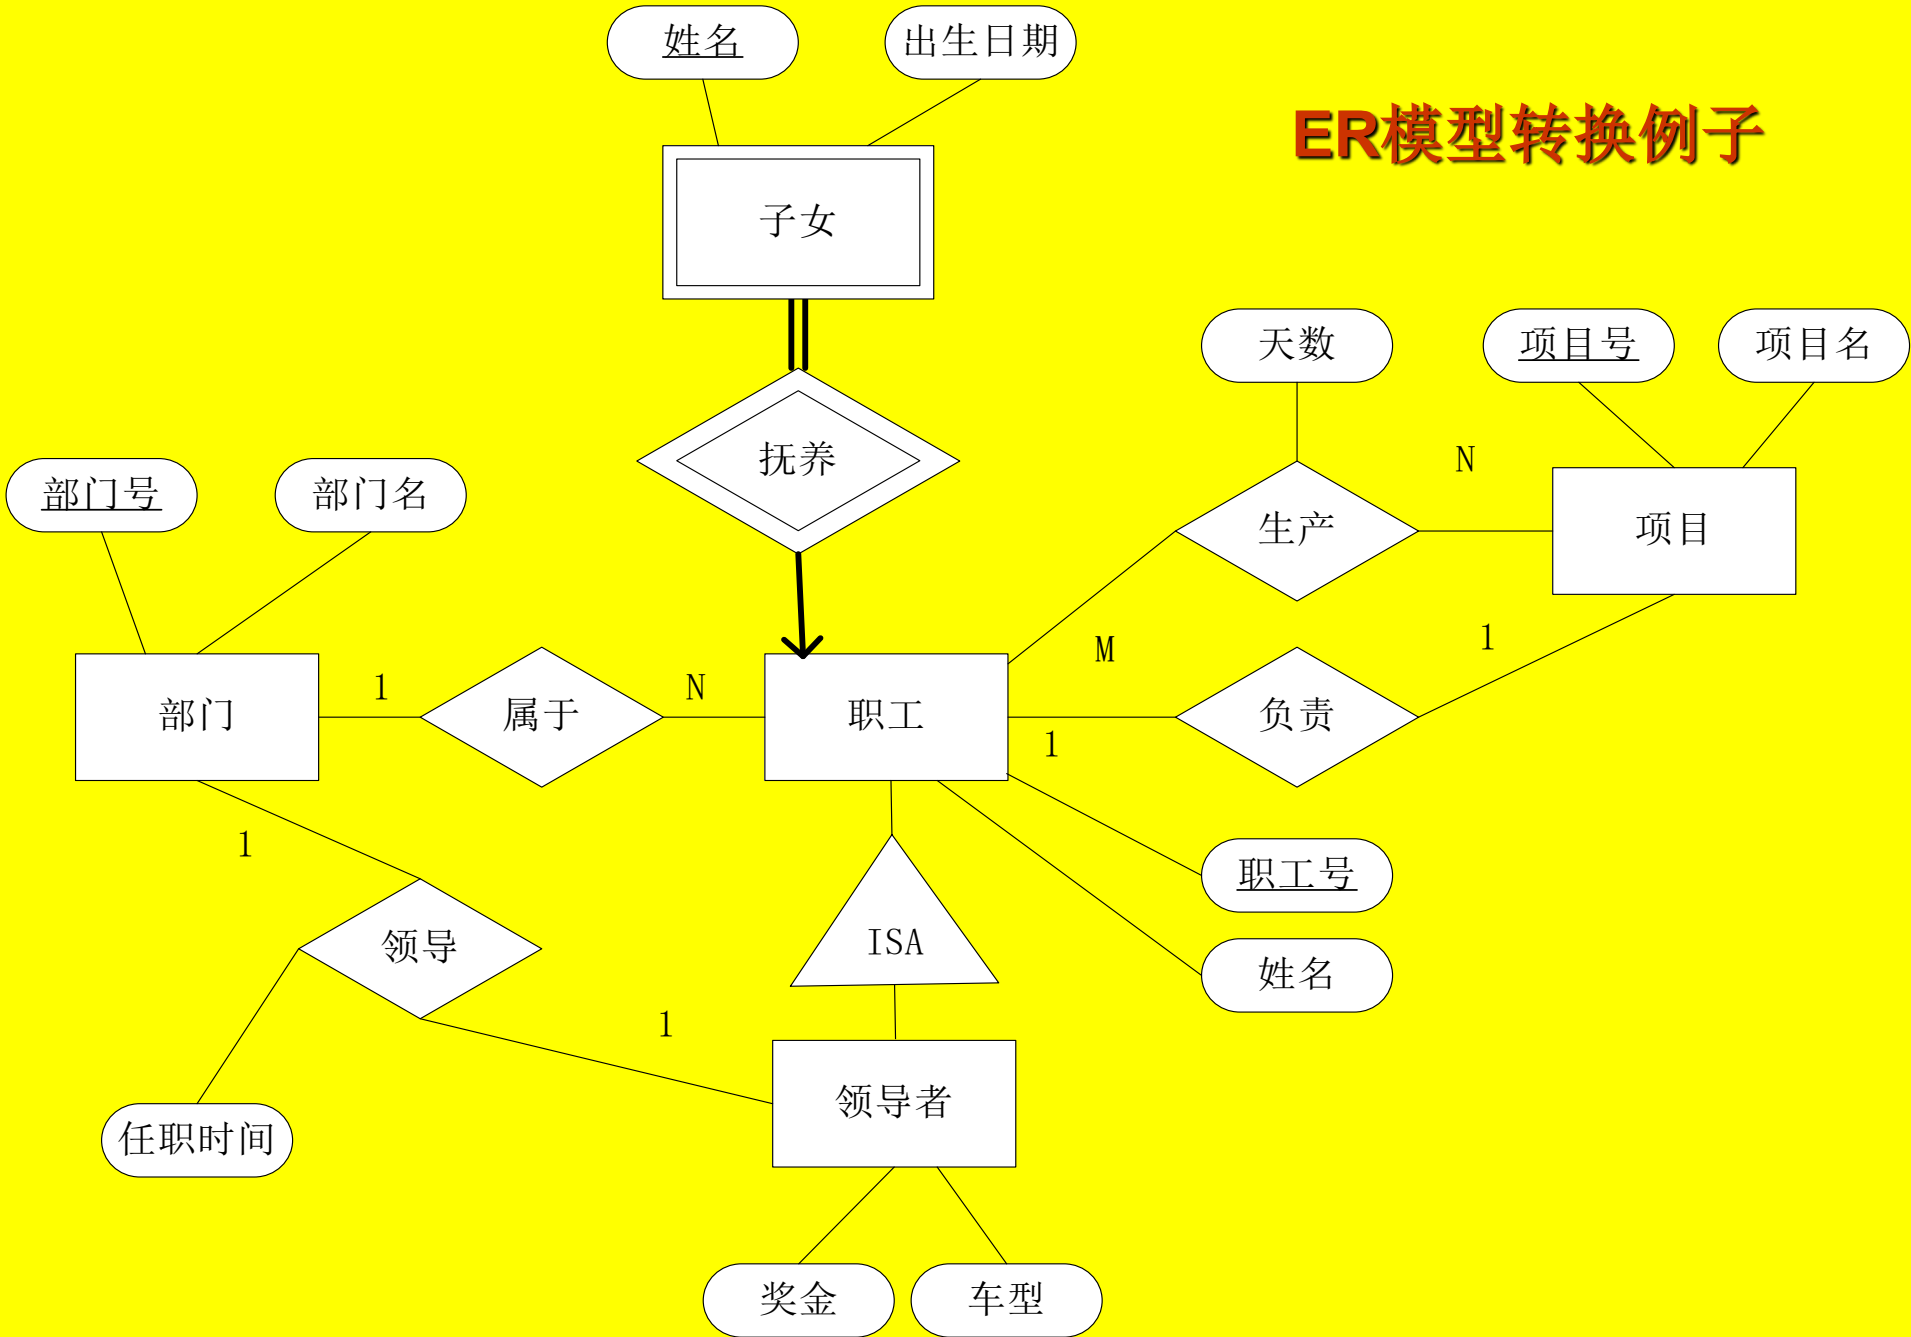 姓名
出生日期
ER模型转换例子
子女
天数
项目号
项目名
抚养
N
部门号
部门名
生产
项目
M
1
1
N
部门
属于
职工
负责
1
1
职工号
领导
ISA
姓名
1
领导者
任职时间
奖金
车型